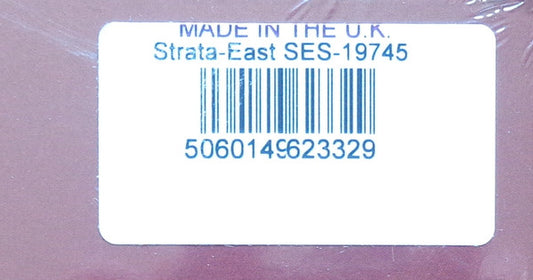 MADE IN THE U.K.
Strata-East SES-19745
5060149623329